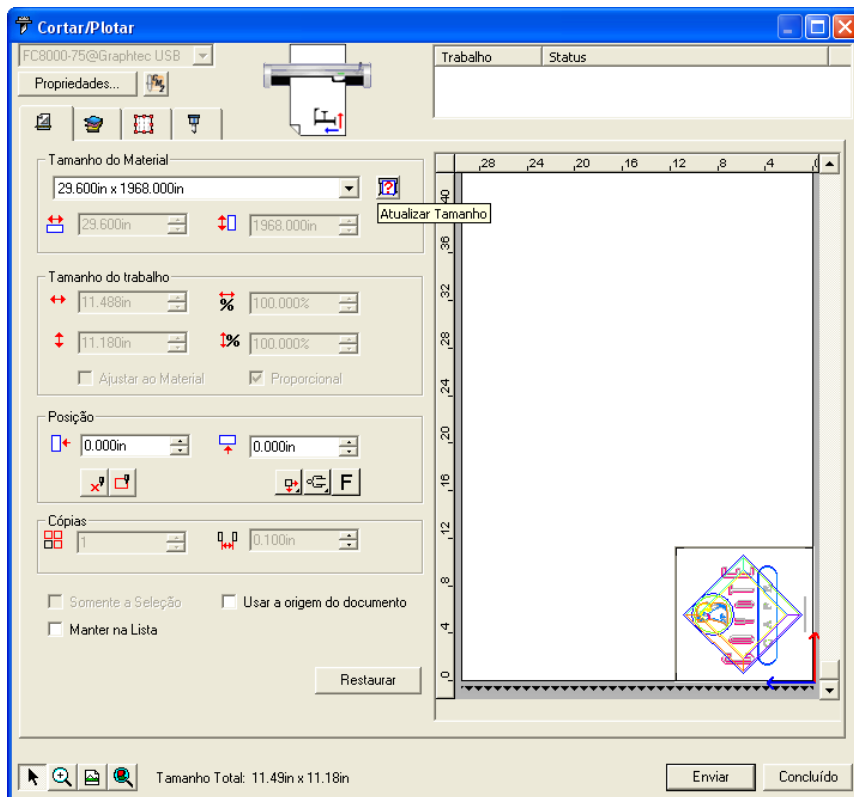 Cortar/Plotar
FC8000-75@Graphtec USB
Trabalho Status
Propriedades...
Tamanho do Material
29.600in x 1968.000in
Atualizar Tamanho
29.600in 1968.000in
Tamanho do trabalho
11.488in 100.000%
11.180in 100.000%
Ajustar ao Material Proporcional
Posição
0.000in 0.000in
F
Cópias
1 0.100in
Somente a Seleção Usar a origem do documento
Manter na Lista
Restaurar
28 24 20 16 12 8 4 0
40
36
32
28
24
20
16
12
8
4
0
COYOTE
CAFE
Tamanho Total: 11.49in x 11.18in
Enviar Concluído